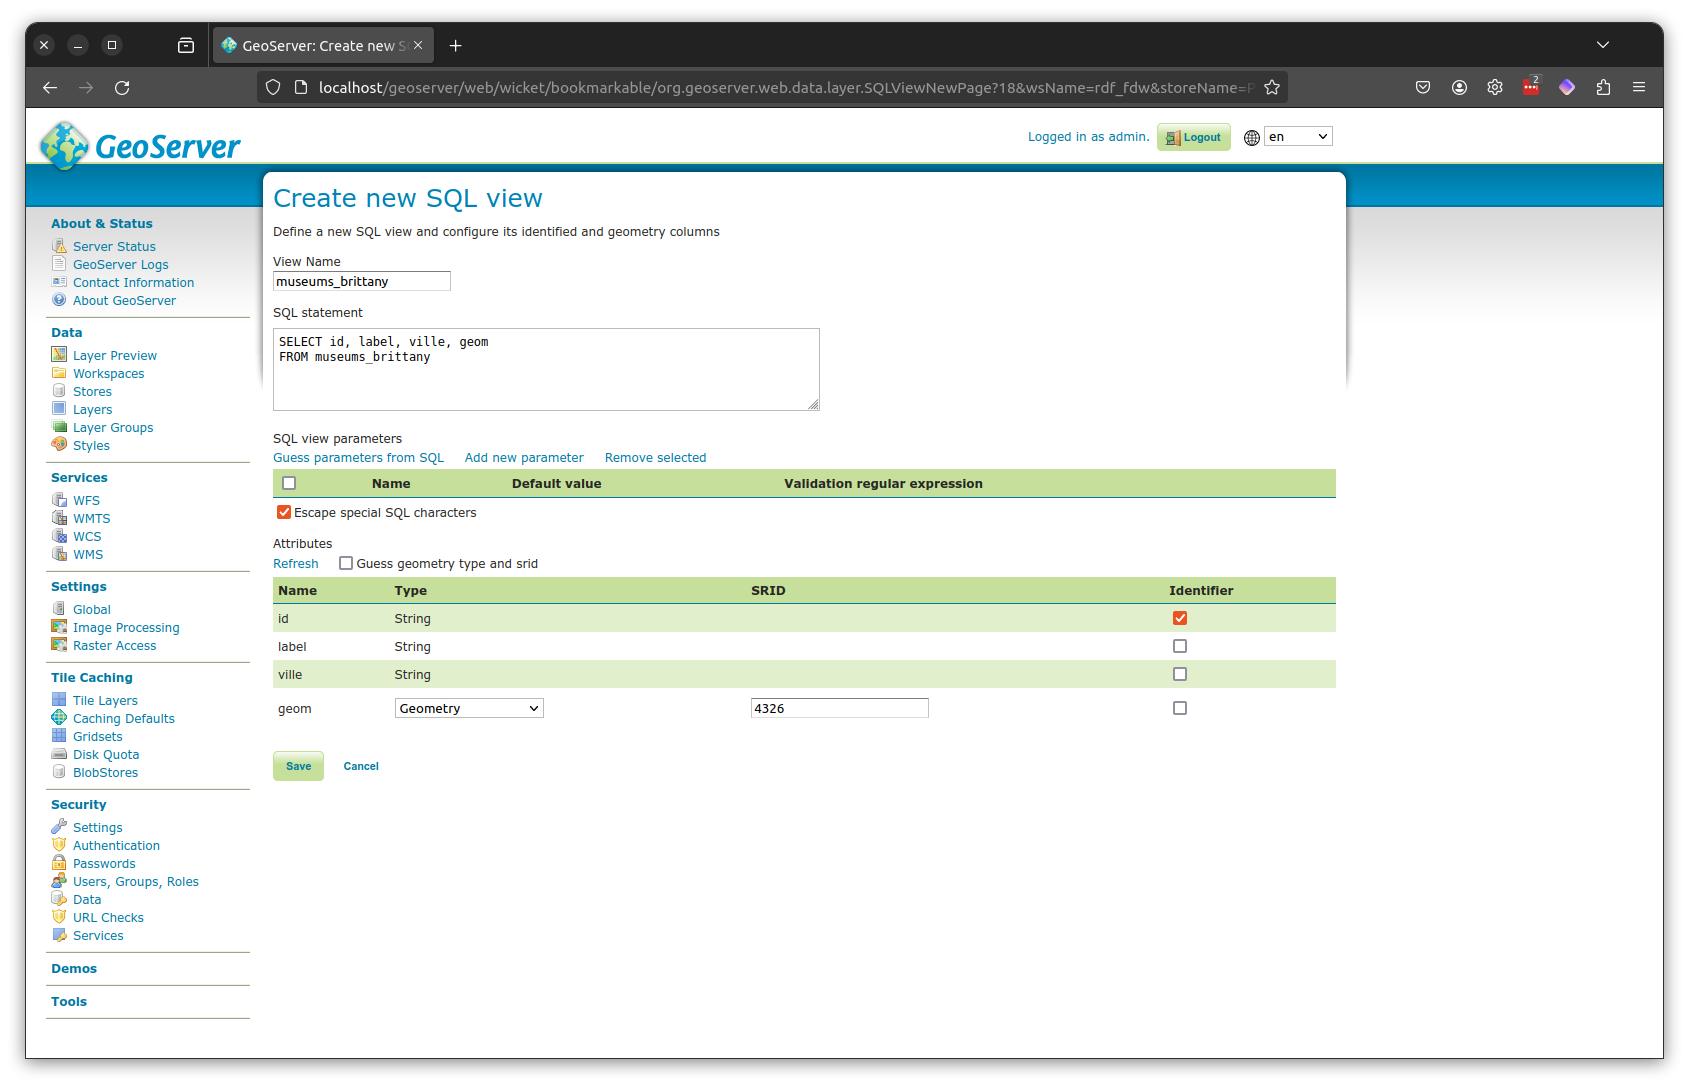 GeoServer: Create new S
localhost/geoserver/web/wicket/bookmarkable/org.geoserver.web.data.layer.SQLViewNewPage?18&wsName=rdf_fdw&storeName=P
2
GeoServer
Logged in as admin.
Logout
en
Create new SQL view
Define a new SQL view and configure its identified and geometry columns
View Name
museums_brittany
SQL statement
SELECT id, label, ville, geom
FROM museums_brittany
SQL view parameters
Guess parameters from SQL Add new parameter Remove selected
Name Default value Validation regular expression
Escape special SQL characters
Attributes
Refresh Guess geometry type and srid
Name Type SRID Identifier
id String
label String
ville String
geom Geometry 4326
Save Cancel
About & Status
Server Status
GeoServer Logs
Contact Information
About GeoServer
Data
Layer Preview
Workspaces
Stores
Layers
Layer Groups
Styles
Services
WFS
WMTS
WCS
WMS
Settings
Global
Image Processing
Raster Access
Tile Caching
Tile Layers
Caching Defaults
Gridsets
Disk Quota
BlobStores
Security
Settings
Authentication
Passwords
Users, Groups, Roles
Data
URL Checks
Services
Demos
Tools